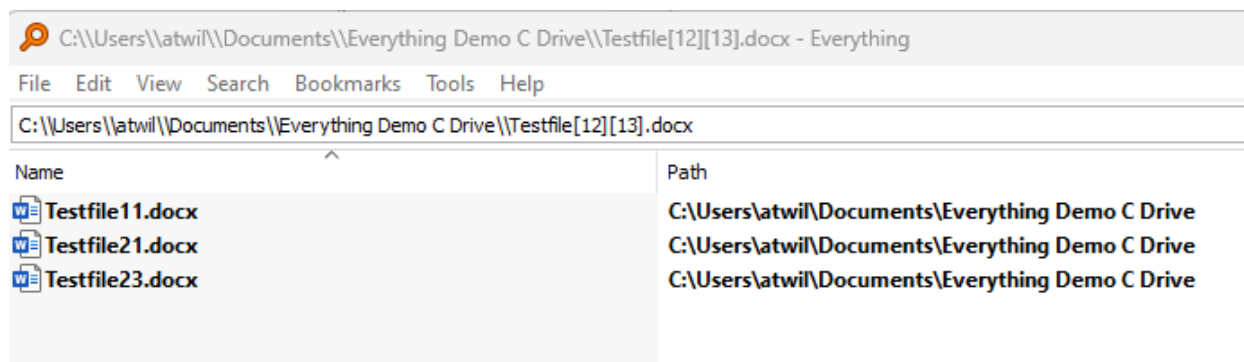 C:\\Users\\atwil\\Documents\\Everything Demo C Drive\\Testfile[12][13].docx - Everything
File Edit View Search Bookmarks Tools Help
C:\\Users\\atwil\\Documents\\Everything Demo C Drive\\Testfile[12][13].docx
Name Path
Testfile11.docx C:\Users\atwil\Documents\Everything Demo C Drive
Testfile21.docx C:\Users\atwil\Documents\Everything Demo C Drive
Testfile23.docx C:\Users\atwil\Documents\Everything Demo C Drive